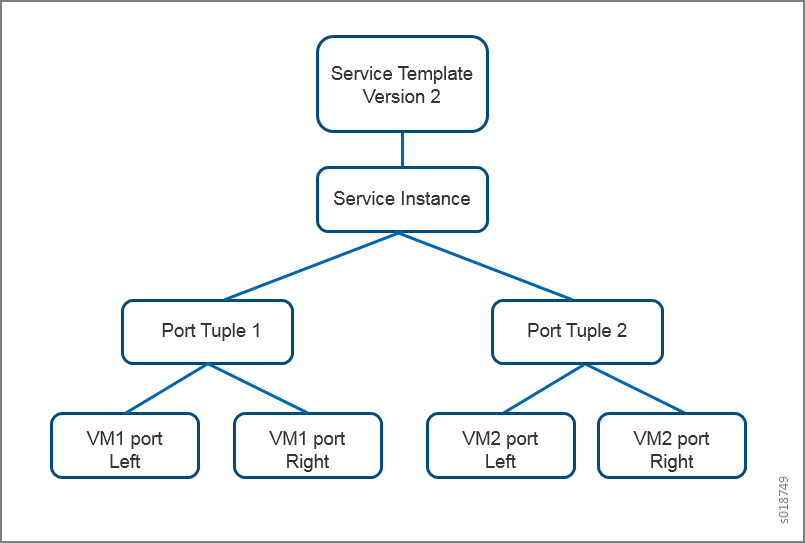 Service Template
Version 2
Service Instance
Port Tuple 1
Port Tuple 2
VM1 port
Left
VM1 port
Right
VM2 port
Left
VM2 port
Right
s018749